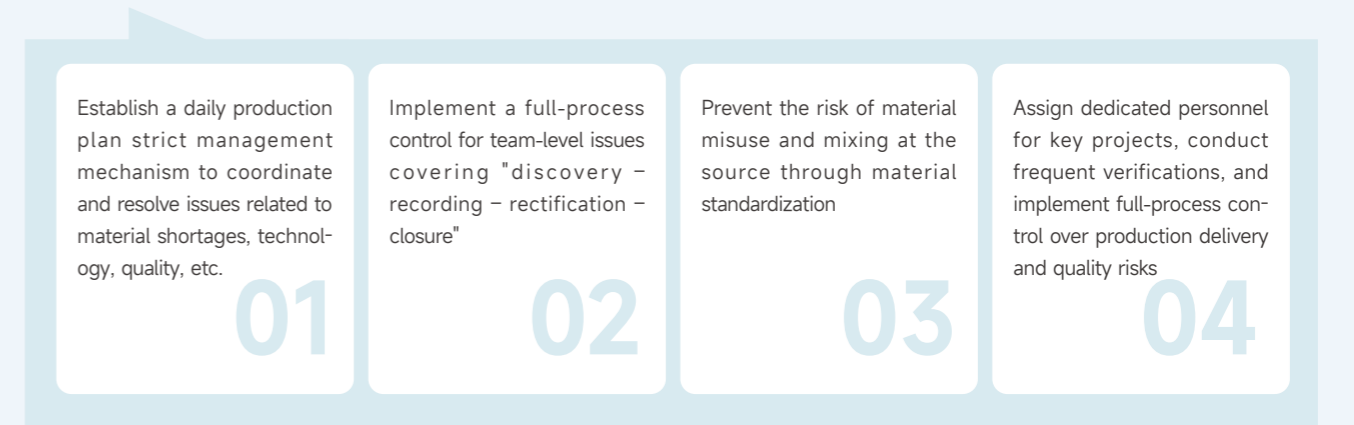 Establish a daily production
plan strict management
mechanism to coordinate
and resolve issues related to
material shortages, technol-
ogy, quality, etc.
01
Implement a full-process
control for team-level issues
covering "discovery –
recording – rectification –
closure"
02
Prevent the risk of material
misuse and mixing at the
source through material
standardization
03
Assign dedicated personnel
for key projects, conduct
frequent verifications, and
implement full-process con-
trol over production delivery
and quality risks
04